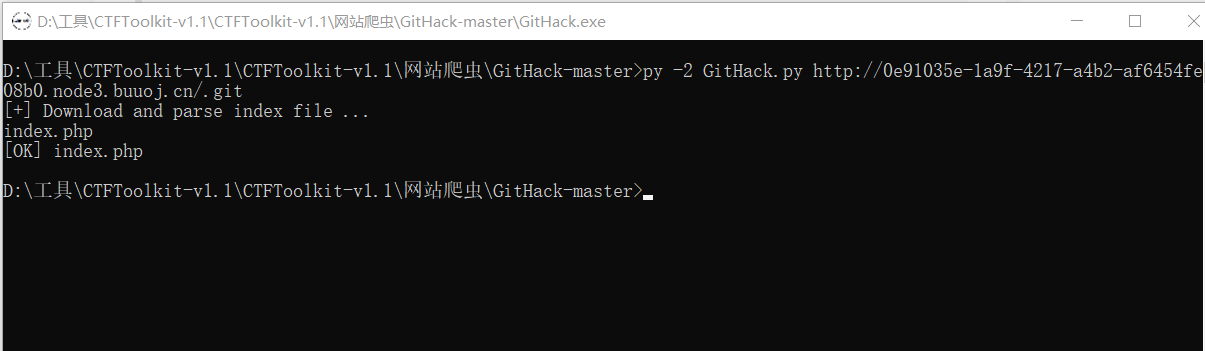 D:\工具\CTFToolkit-v1.1\CTFToolkit-v1.1\网站爬虫\GitHack-master\GitHack.exe
D:\工具\CTFToolkit-v1.1\CTFToolkit-v1.1\网站爬虫\GitHack-master>py -2 GitHack.py http://0e91035e-1a9f-4217-a4b2-af6454fe
08b0.node3.buuoj.cn/.git
[+] Download and parse index file ...
index.php
[OK] index.php
D:\工具\CTFToolkit-v1.1\CTFToolkit-v1.1\网站爬虫\GitHack-master>